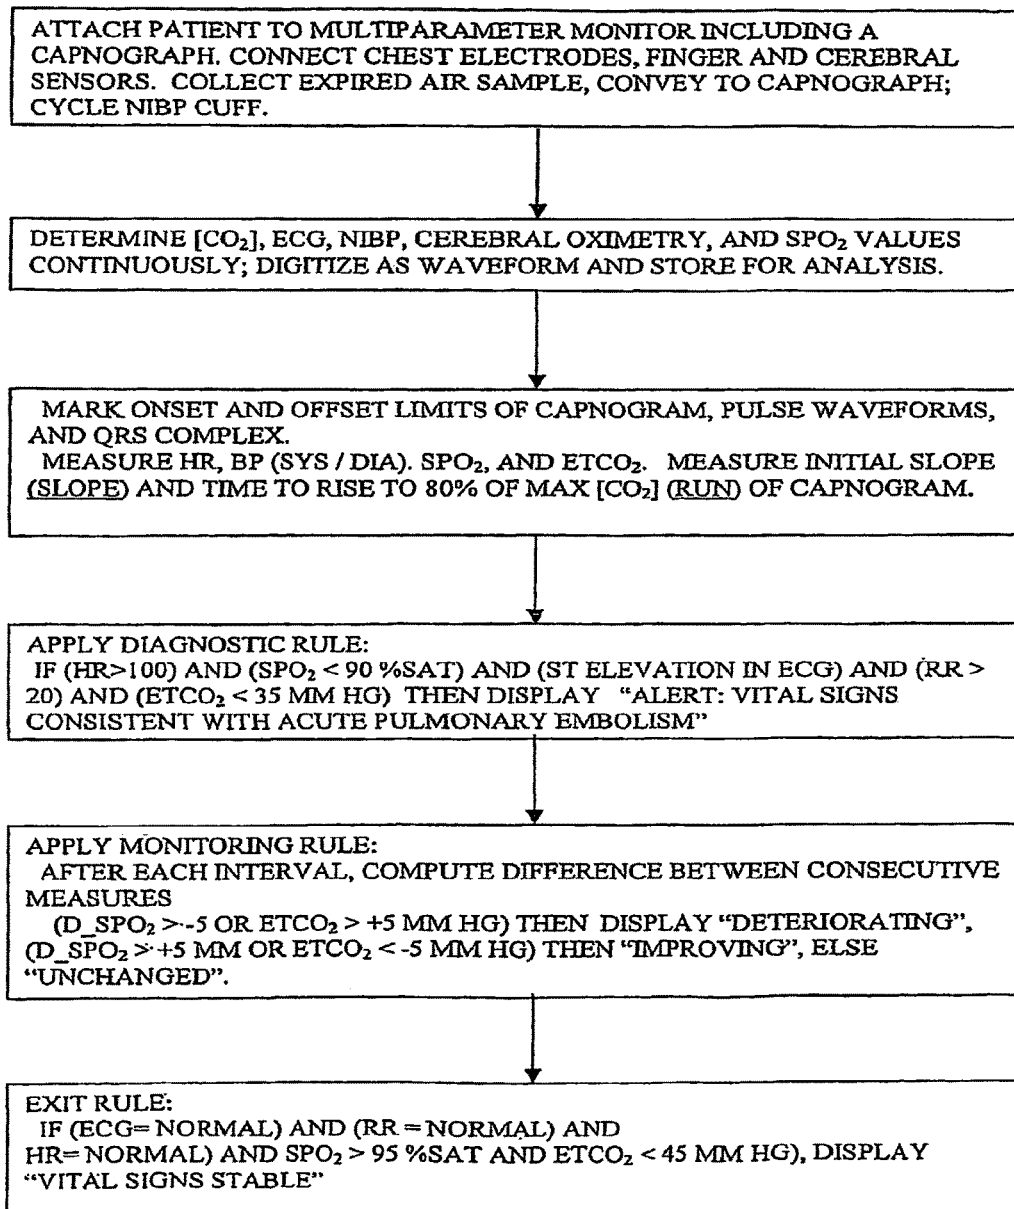 ATTACH PATIENT TO MULTIPARAMETER MONITOR INCLUDING A
CAPNOGRAPH. CONNECT CHEST ELECTRODES, FINGER AND CEREBRAL
SENSORS. COLLECT EXPIRED AIR SAMPLE, CONVEY TO CAPNOGRAPH;
CYCLE NIBP CUFF.
DETERMINE [CO₂], ECG, NIBP, CEREBRAL OXIMETRY, AND SPO₂ VALUES
CONTINUOUSLY; DIGITIZE AS WAVEFORM AND STORE FOR ANALYSIS.
MARK ONSET AND OFFSET LIMITS OF CAPNOGRAM, PULSE WAVEFORMS,
AND QRS COMPLEX.
MEASURE HR, BP (SYS / DIA). SPO₂, AND ETCO₂. MEASURE INITIAL SLOPE
(SLOPE) AND TIME TO RISE TO 80% OF MAX [CO₂] (RUN) OF CAPNOGRAM.
APPLY DIAGNOSTIC RULE:
IF (HR>100) AND (SPO₂ < 90 %SAT) AND (ST ELEVATION IN ECG) AND (RR >
20) AND (ETCO₂ < 35 MM HG) THEN DISPLAY "ALERT: VITAL SIGNS
CONSISTENT WITH ACUTE PULMONARY EMBOLISM"
APPLY MONITORING RULE:
AFTER EACH INTERVAL, COMPUTE DIFFERENCE BETWEEN CONSECUTIVE
MEASURES
(D_SPO₂ > -5 OR ETCO₂ > +5 MM HG) THEN DISPLAY "DETERIORATING",
(D_SPO₂ > +5 MM OR ETCO₂ < -5 MM HG) THEN "IMPROVING", ELSE
"UNCHANGED".
EXIT RULE:
IF (ECG= NORMAL) AND (RR = NORMAL) AND
HR= NORMAL) AND SPO₂ > 95 %SAT AND ETCO₂ < 45 MM HG), DISPLAY
"VITAL SIGNS STABLE"